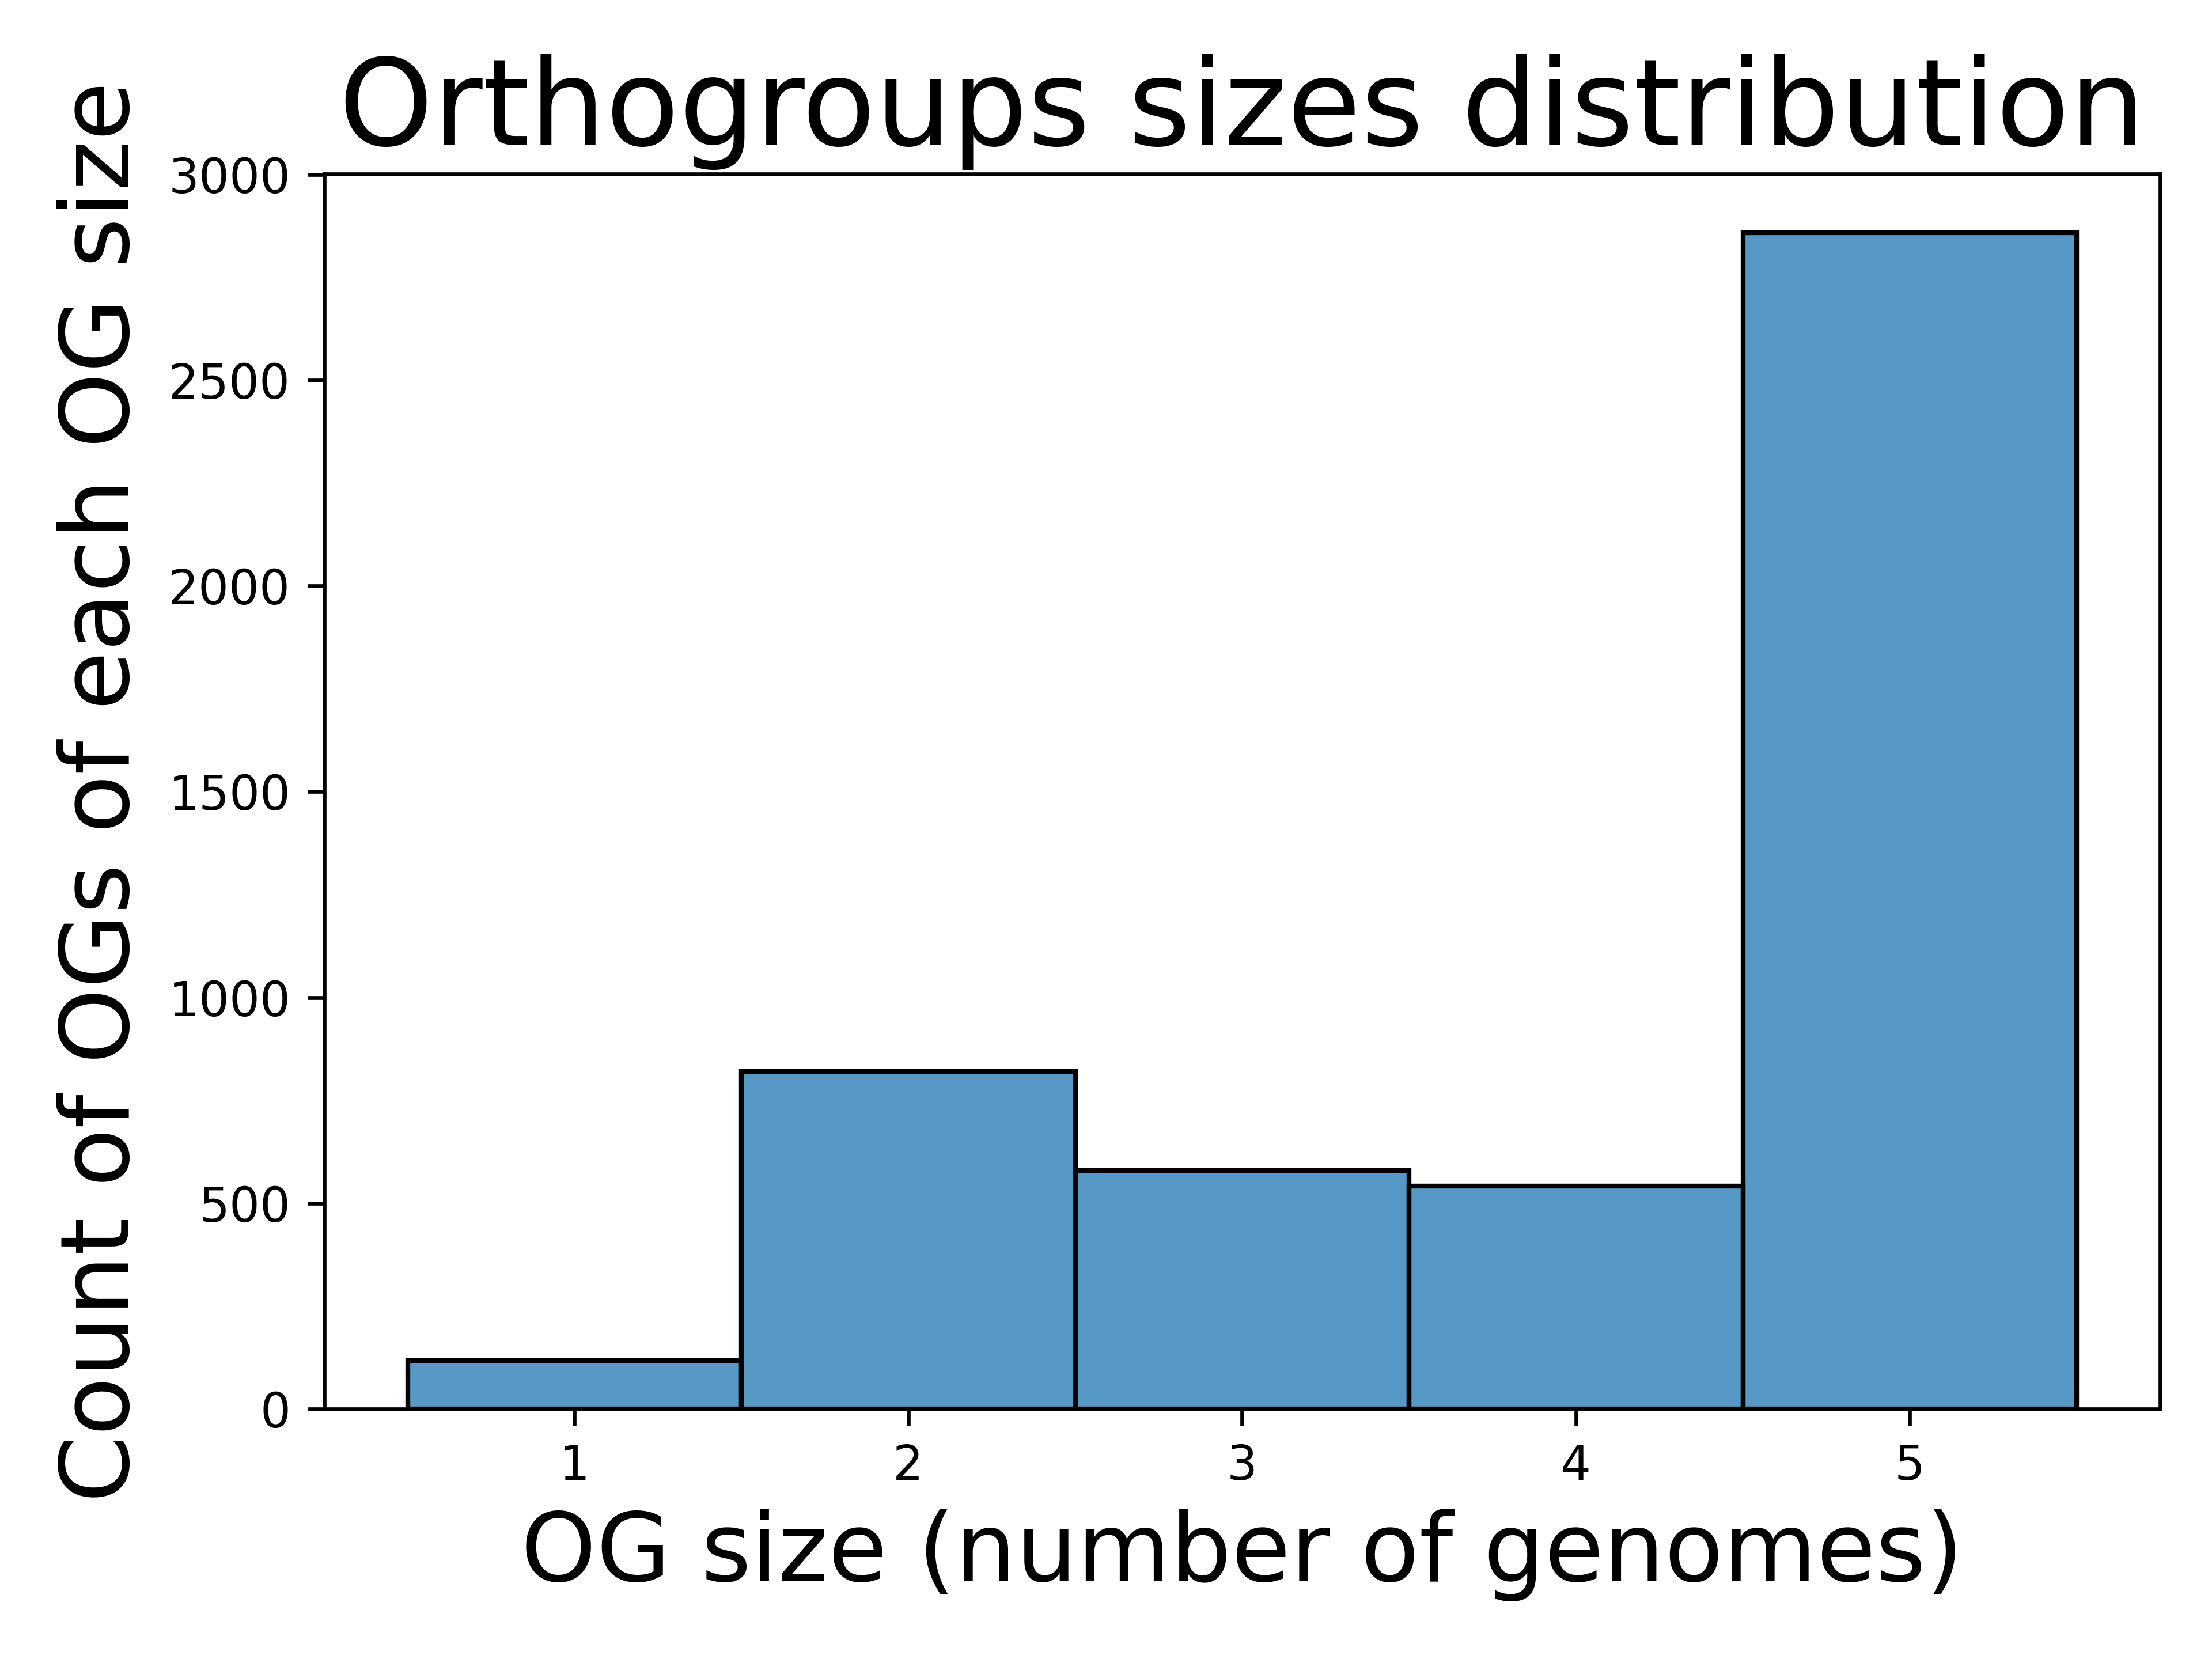 Orthogroups sizes distribution
Count of OGs of each OG size
3000
2500
2000
1500
1000
500
0
1 2 3 4 5
OG size (number of genomes)